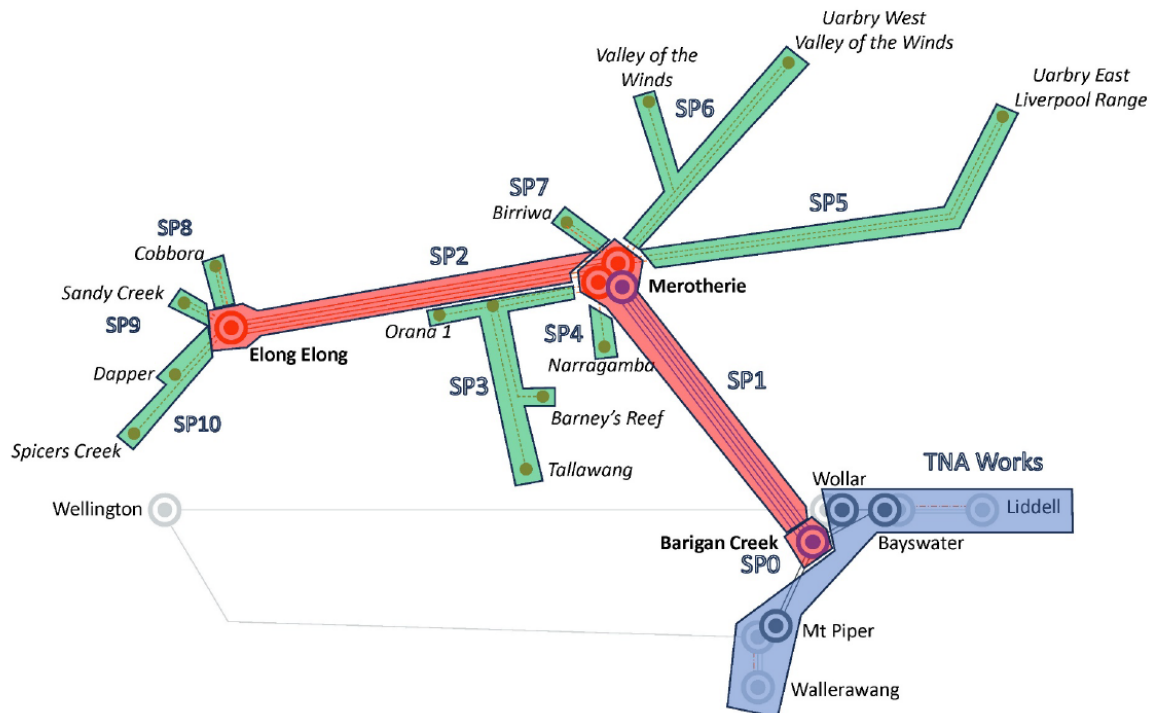 Uarbry West
Valley of the Winds
Valley of the
Winds
Uarbry East
Liverpool Range
SP6
SP7
Birriwa
SP5
SP8
Cobbora
SP2
Sandy Creek
Merotherie
SP9
Orana 1
SP4
Elong Elong
Narragamba
Dapper
SP3
SP1
SP10
Barney's Reef
Spicers Creek
Tallawang
TNA Works
Wollar
Wellington
Liddell
Barigan Creek
Bayswater
SP0
Mt Piper
Wallerawang